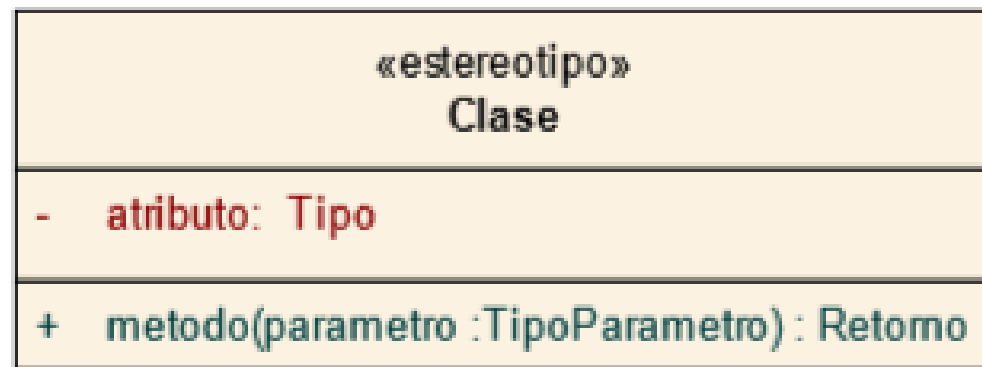 «estereotipo»
Clase
- atributo: Tipo
+ metodo(parametro :TipoParametro) : Retorno